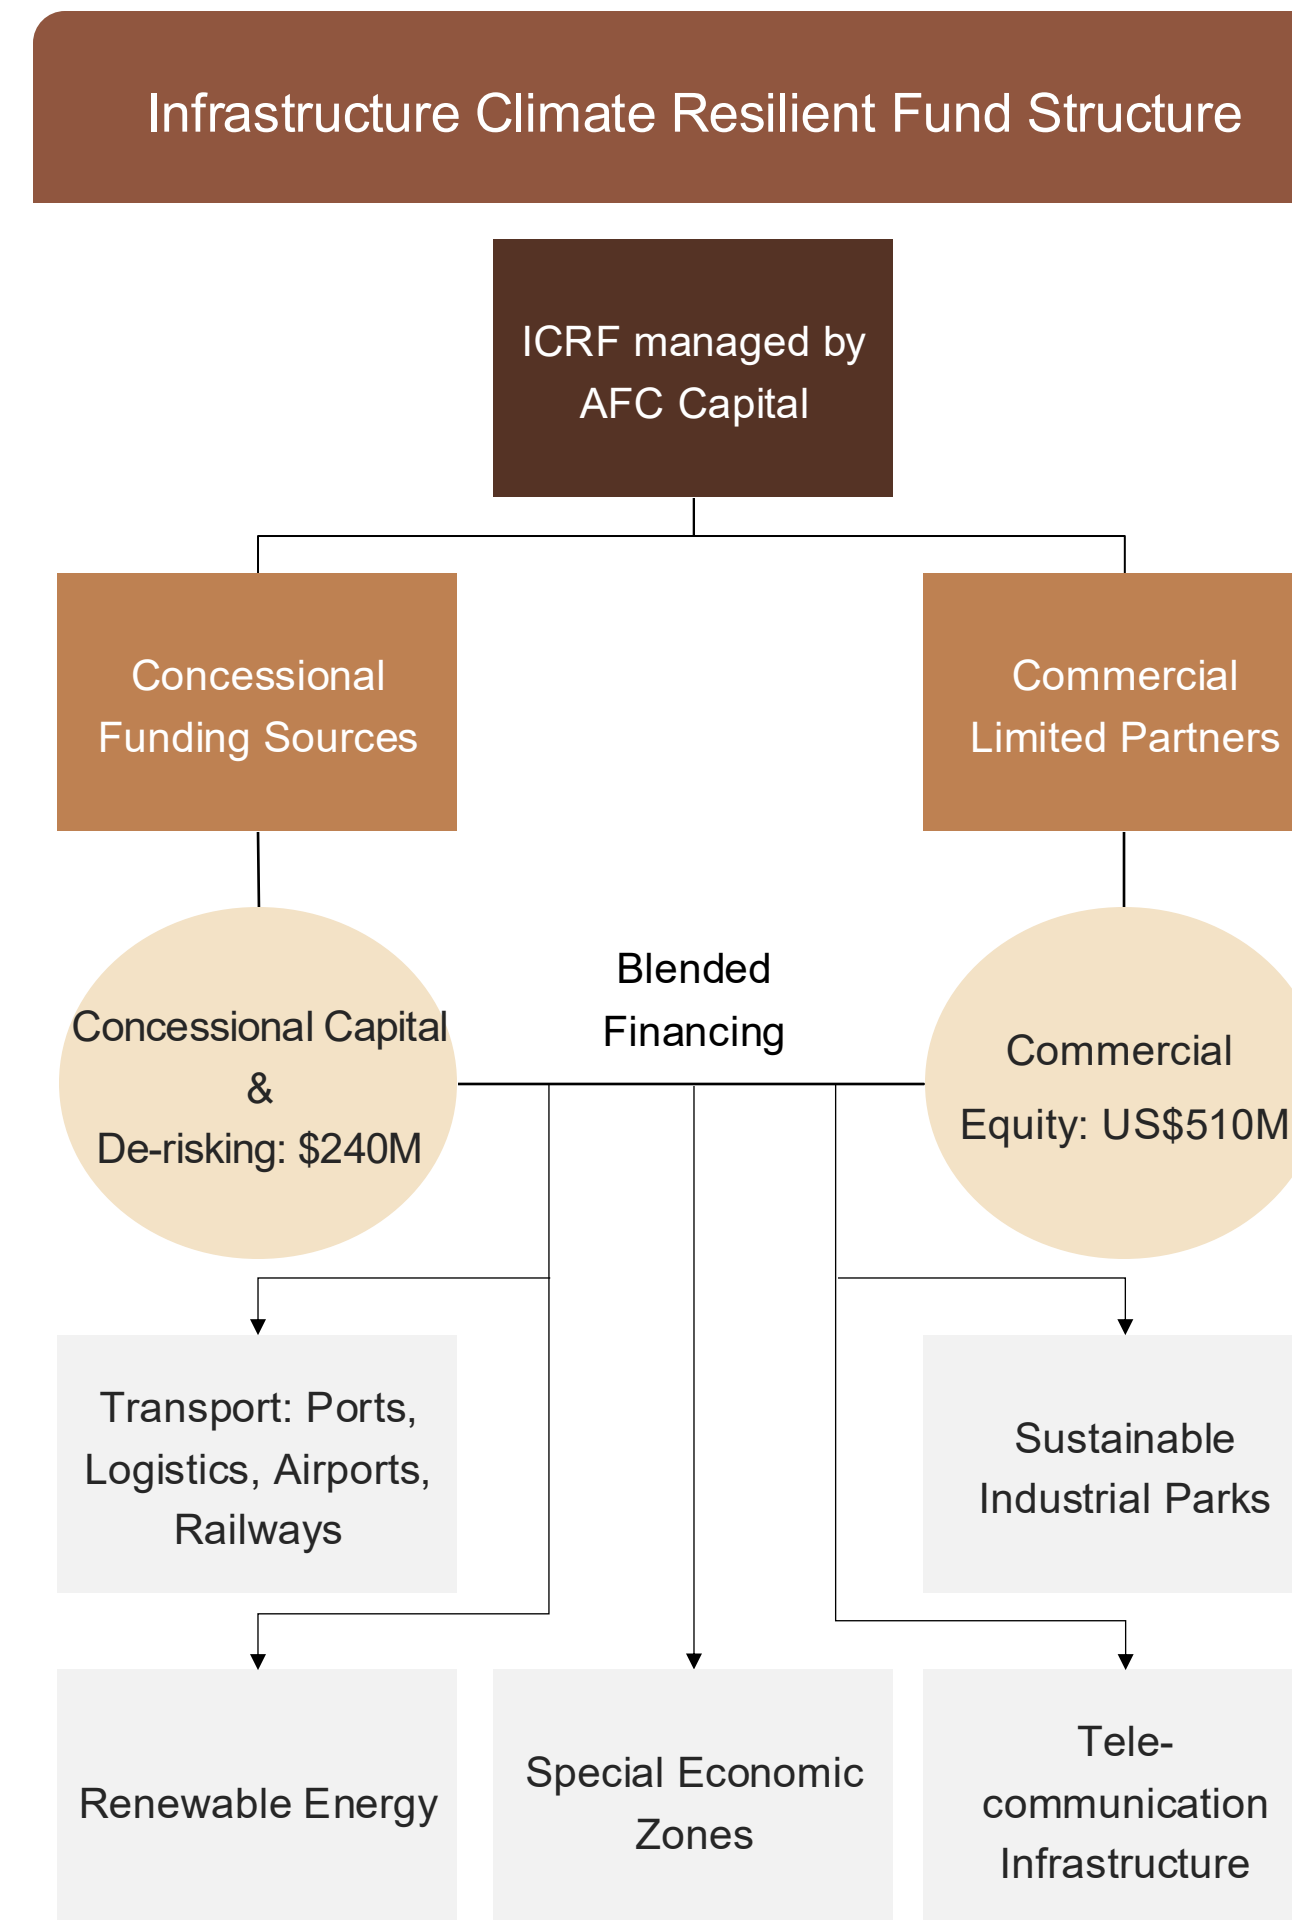 Infrastructure Climate Resilient Fund Structure
ICRF managed by
AFC Capital
Concessional
Funding Sources
Commercial
Limited Partners
Concessional Capital
&
De-risking: $240M
Blended
Financing
Commercial
Equity: US$510M
Transport: Ports,
Logistics, Airports,
Railways
Sustainable
Industrial Parks
Renewable Energy
Special Economic
Zones
Tele-
communication
Infrastructure